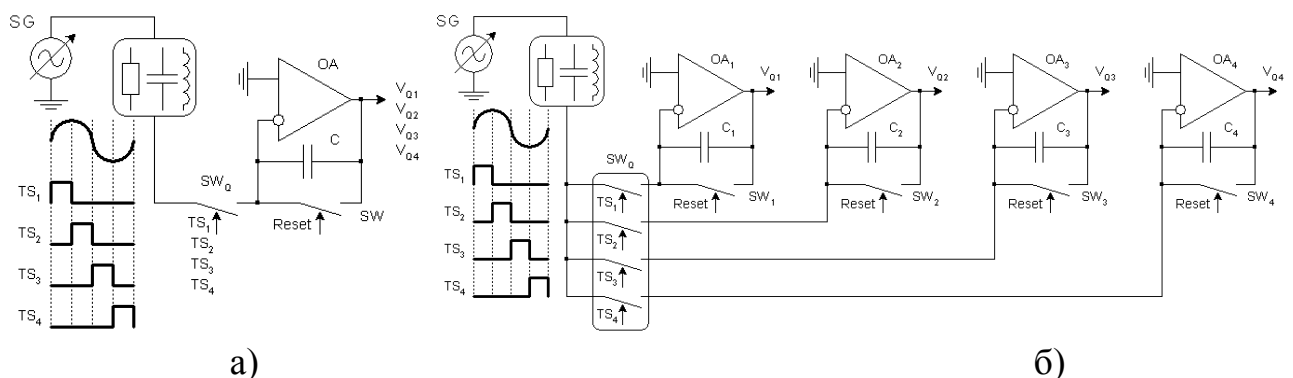 SG
OA
V_Q1
V_Q2
V_Q3
V_Q4
C
TS_1
SW_Q
TS_1
Reset
SW
TS_2
TS_2
TS_3
TS_3
TS_4
TS_4
а)
SG
OA_1
V_Q1
OA_2
V_Q2
OA_3
V_Q3
OA_4
V_Q4
C_1
C_2
C_3
C_4
SW_Q
TS_1
TS_1
Reset
SW_1
Reset
SW_2
Reset
SW_3
Reset
SW_4
TS_2
TS_2
TS_3
TS_3
TS_4
TS_4
б)